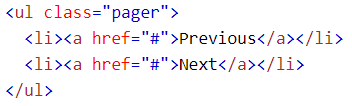 <ul class="pager">
  <li><a href="#">Previous</a></li>
  <li><a href="#">Next</a></li>
</ul>